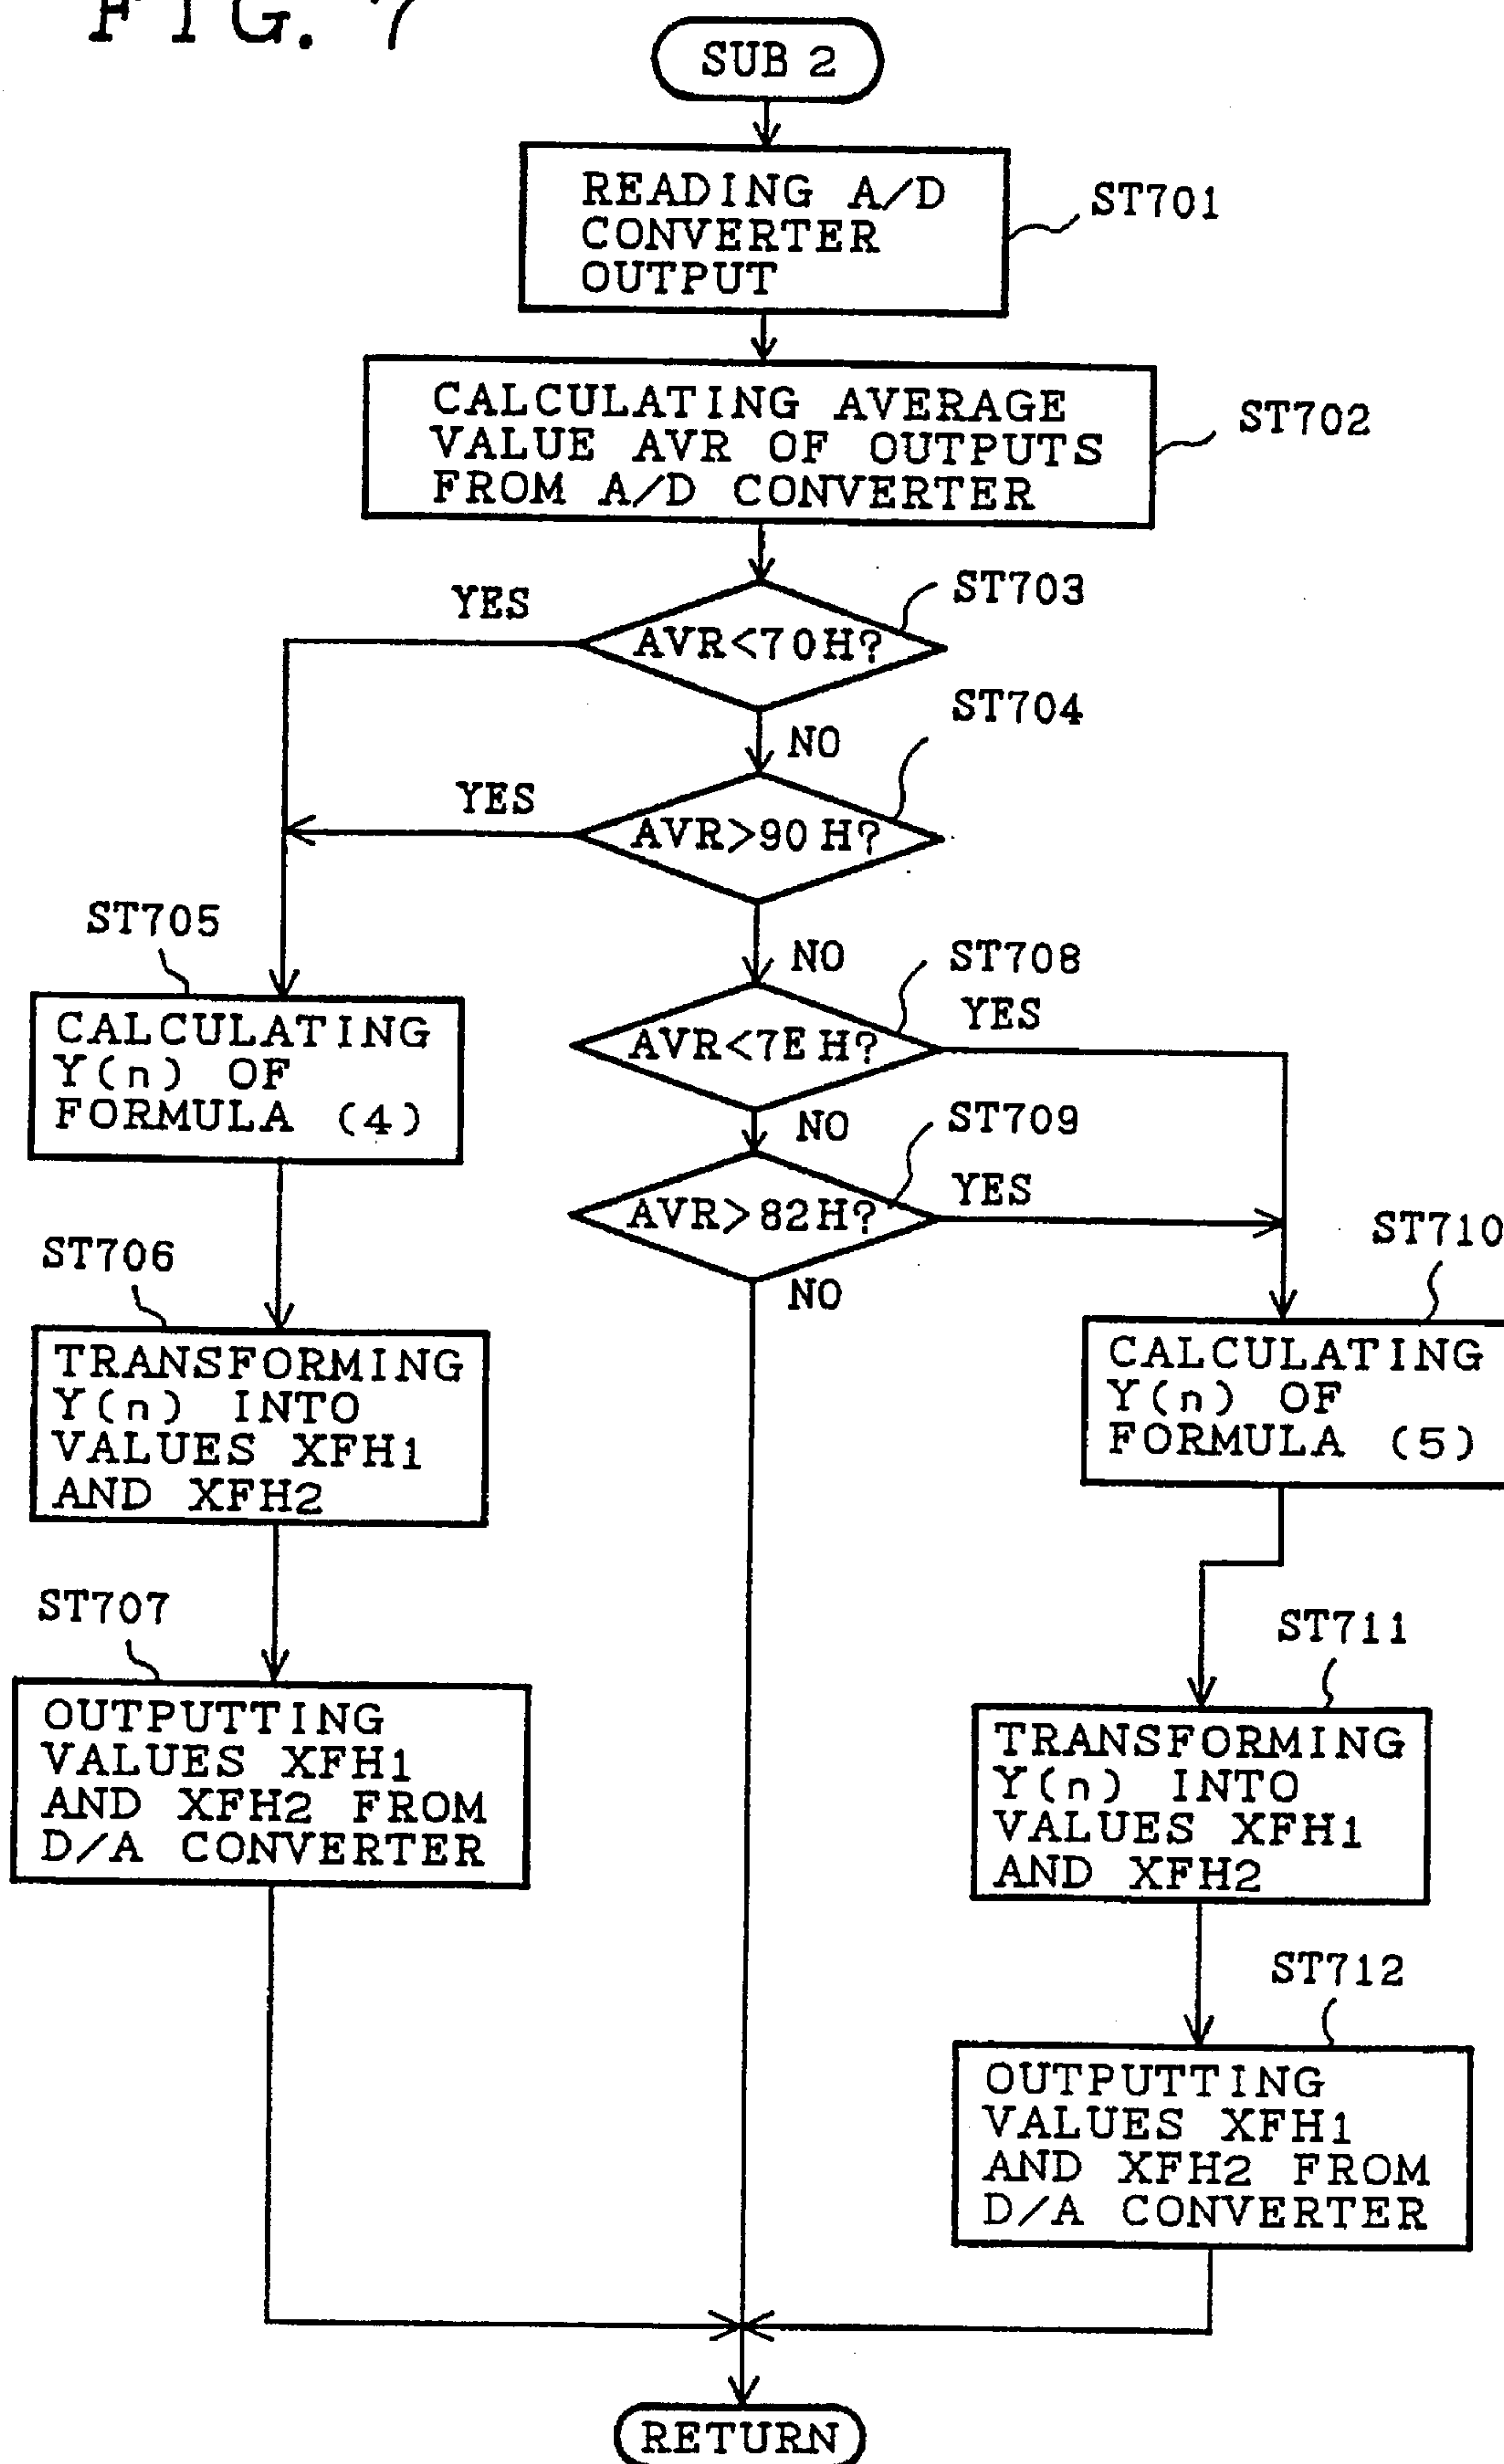 FIG. 7
SUB 2
READING A/D
CONVERTER
OUTPUT
ST701
CALCULATING AVERAGE
VALUE AVR OF OUTPUTS
FROM A/D CONVERTER
ST702
YES
AVR<70H?
ST703
NO
ST704
YES
AVR>90H?
NO
ST705
CALCULATING
Y(n) OF
FORMULA (4)
ST708
AVR<7EH?
YES
NO
ST709
AVR>82H?
YES
NO
ST706
TRANSFORMING
Y(n) INTO
VALUES XFH1
AND XFH2
ST710
CALCULATING
Y(n) OF
FORMULA (5)
ST707
OUTPUTTING
VALUES XFH1
AND XFH2 FROM
D/A CONVERTER
ST711
TRANSFORMING
Y(n) INTO
VALUES XFH1
AND XFH2
ST712
OUTPUTTING
VALUES XFH1
AND XFH2 FROM
D/A CONVERTER
RETURN